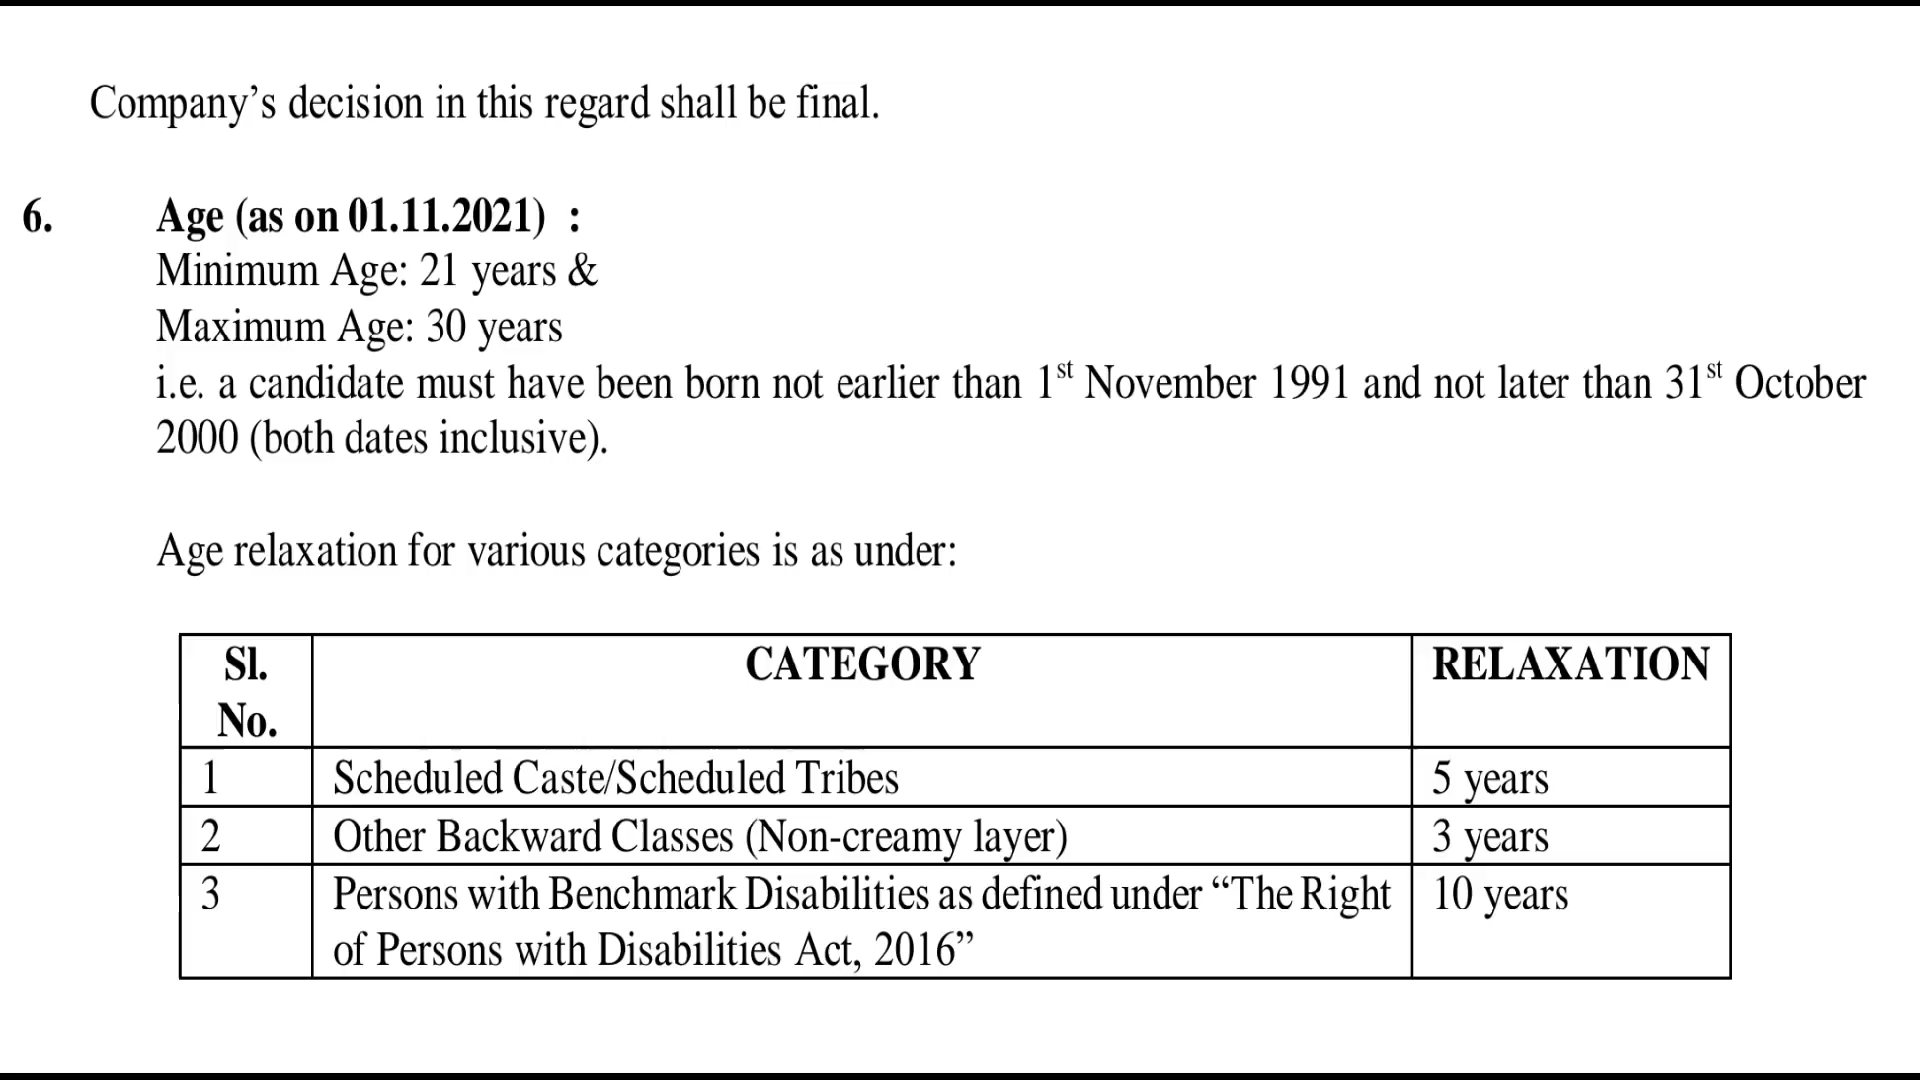 Company’s decision in this regard shall be final.
6. Age (as on 01.11.2021) :
Minimum Age: 21 years &
Maximum Age: 30 years
i.e. a candidate must have been born not earlier than 1st November 1991 and not later than 31st October
2000 (both dates inclusive).
Age relaxation for various categories is as under:
Sl. No. CATEGORY RELAXATION
1 Scheduled Caste/Scheduled Tribes 5 years
2 Other Backward Classes (Non-creamy layer) 3 years
3 Persons with Benchmark Disabilities as defined under “The Right 10 years
of Persons with Disabilities Act, 2016”